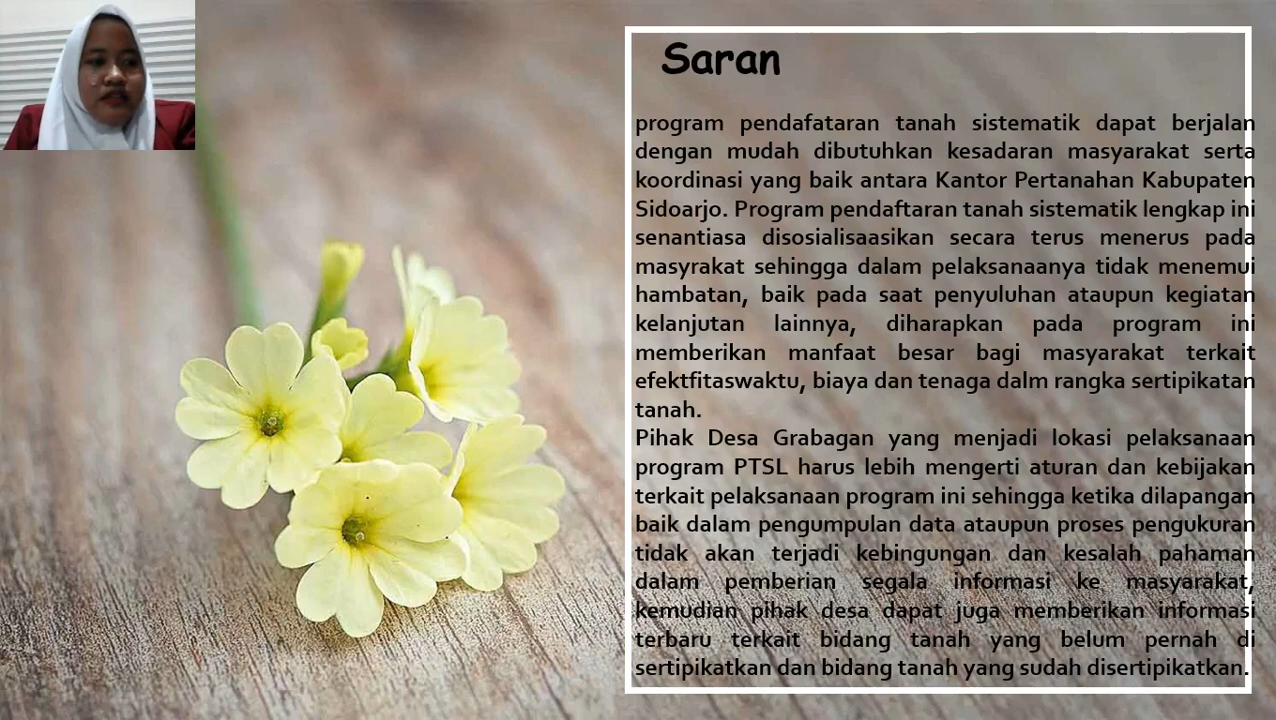 Saran
program pendafataran tanah sistematik dapat berjalan
dengan mudah dibutuhkan kesadaran masyarakat serta
koordinasi yang baik antara Kantor Pertanahan Kabupaten
Sidoarjo. Program pendaftaran tanah sistematik lengkap ini
senantiasa disosialisaasikan secara terus menerus pada
masyrakat sehingga dalam pelaksanaanya tidak menemui
hambatan, baik pada saat penyuluhan ataupun kegiatan
kelanjutan lainnya, diharapkan pada program ini
memberikan manfaat besar bagi masyarakat terkait
efektfitaswaktu, biaya dan tenaga dalm rangka sertipikatan
tanah.
Pihak Desa Grabagan yang menjadi lokasi pelaksanaan
program PTSL harus lebih mengerti aturan dan kebijakan
terkait pelaksanaan program ini sehingga ketika dilapangan
baik dalam pengumpulan data ataupun proses pengukuran
tidak akan terjadi kebingungan dan kesalah pahaman
dalam pemberian segala informasi ke masyarakat,
kemudian pihak desa dapat juga memberikan informasi
terbaru terkait bidang tanah yang belum pernah di
sertipikatkan dan bidang tanah yang sudah disertipikatkan.